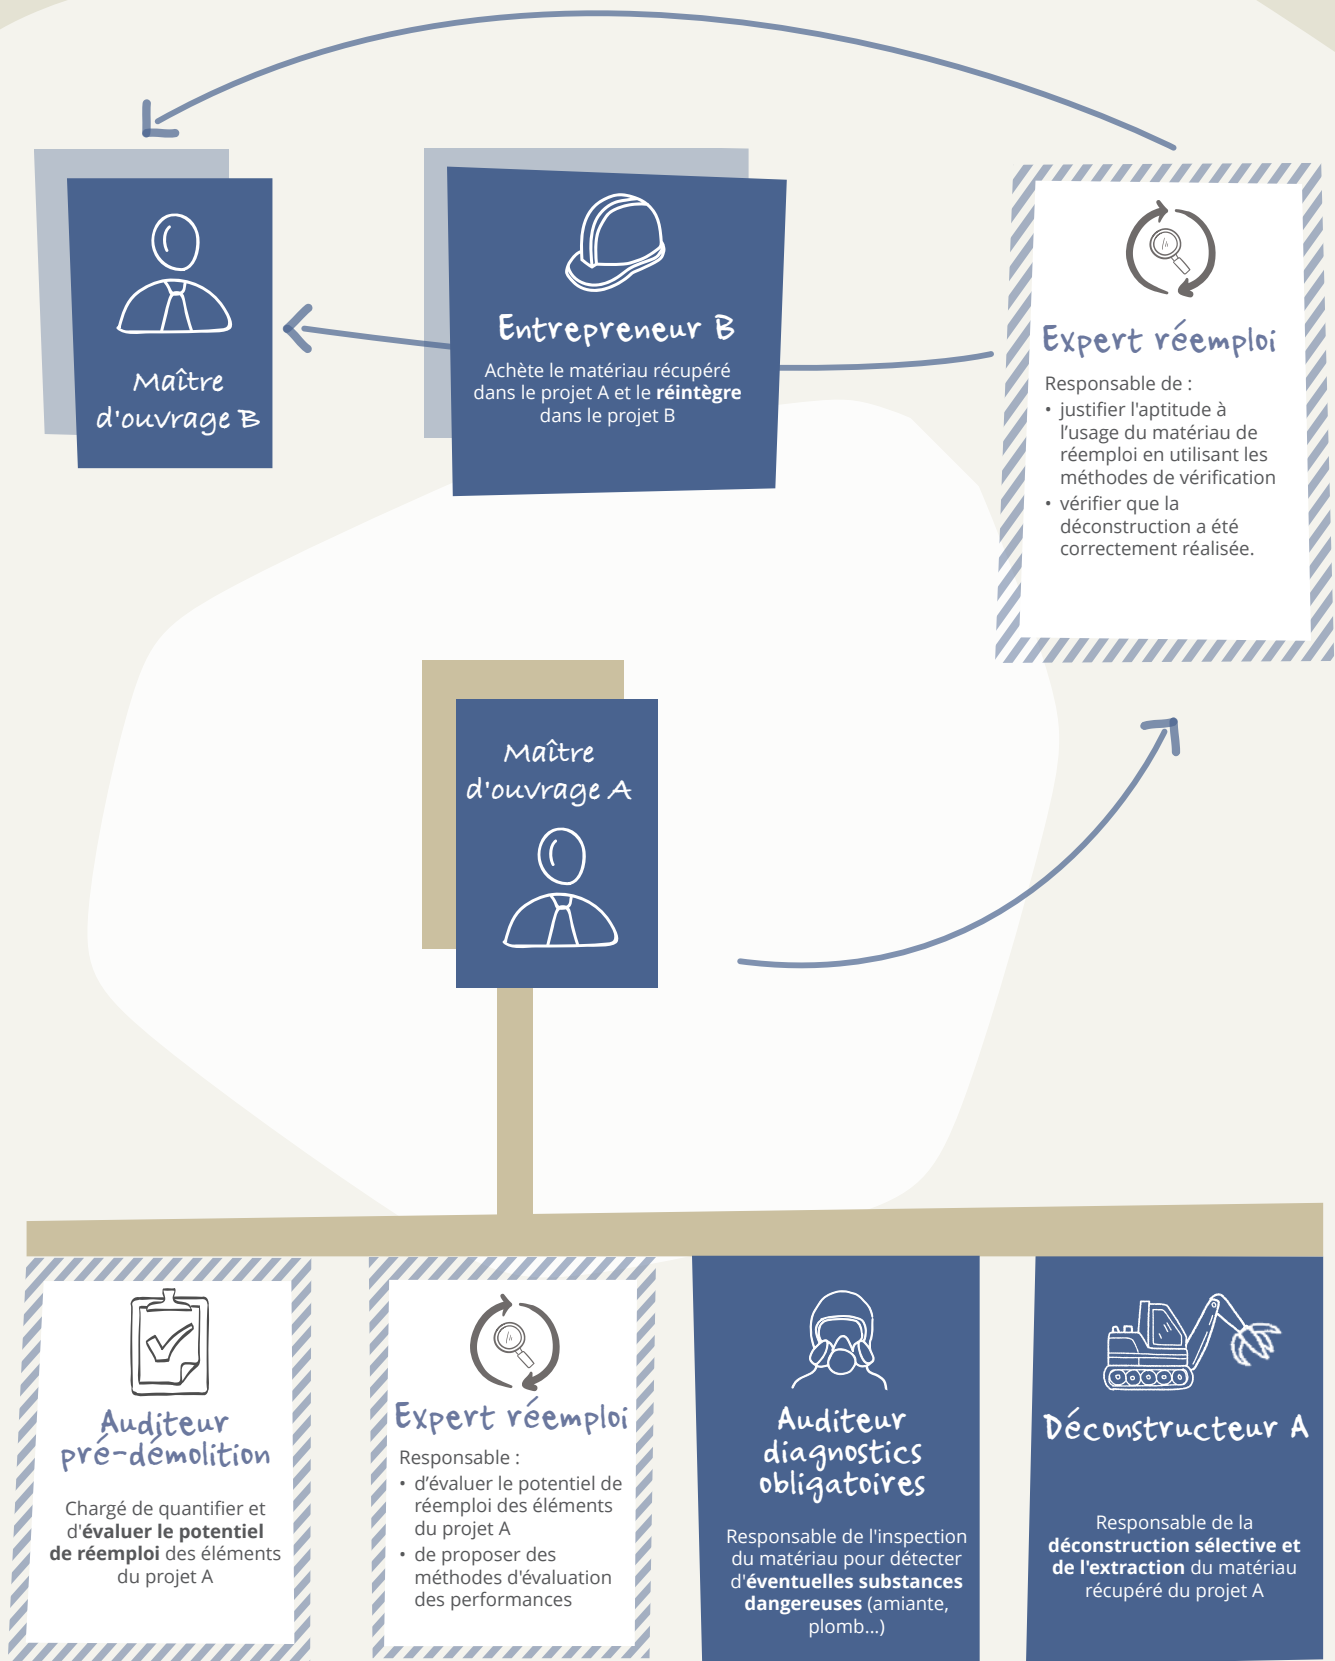 Maître
d'ouvrage B
Entrepreneur B
Achète le matériau récupéré
dans le projet A et le réintègre
dans le projet B
Expert réemploi
Responsable de :
• justifier l'aptitude à
l’usage du matériau de
réemploi en utilisant les
méthodes de vérification
• vérifier que la
déconstruction a été
correctement réalisée.
Maître
d'ouvrage A
Auditeur
pré-démolition
Chargé de quantifier et
d'évaluer le potentiel
de réemploi des éléments
du projet A
Expert réemploi
Responsable :
• d’évaluer le potentiel de
réemploi des éléments
du projet A
• de proposer des
méthodes d'évaluation
des performances
Auditeur
diagnostics
obligatoires
Responsable de l'inspection
du matériau pour détecter
d'éventuelles substances
dangereuses (amiante,
plomb...)
Déconstructeur A
Responsable de la
déconstruction sélective et
de l'extraction du matériau
récupéré du projet A